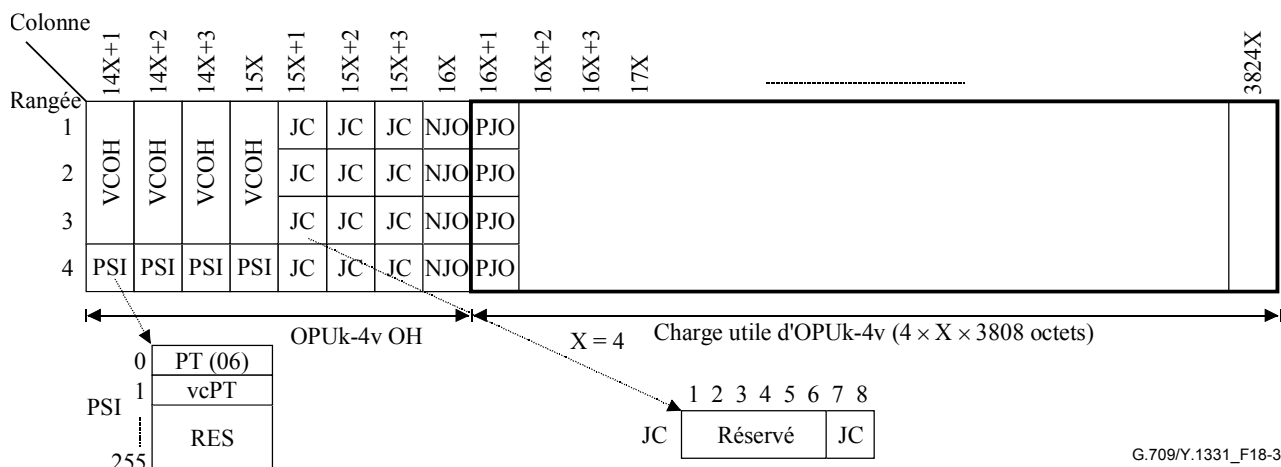 Colonne
14X+1 14X+2 14X+3 15X 15X+1 15X+2 15X+3 16X 16X+1 16X+2 16X+3 17X 3824X
Rangée
1 VCOH VCOH VCOH VCOH JC JC JC NJO PJO
2 JC JC JC NJO PJO
3 JC JC JC NJO PJO
4 PSI PSI PSI PSI JC JC JC NJO PJO
OPUk-4v OH X = 4 Charge utile d'OPUk-4v (4 × X × 3808 octets)
0 PT (06)
PSI 1 vcPT
RES
255
1 2 3 4 5 6 7 8
JC Réservé JC
G.709/Y.1331_F18-3